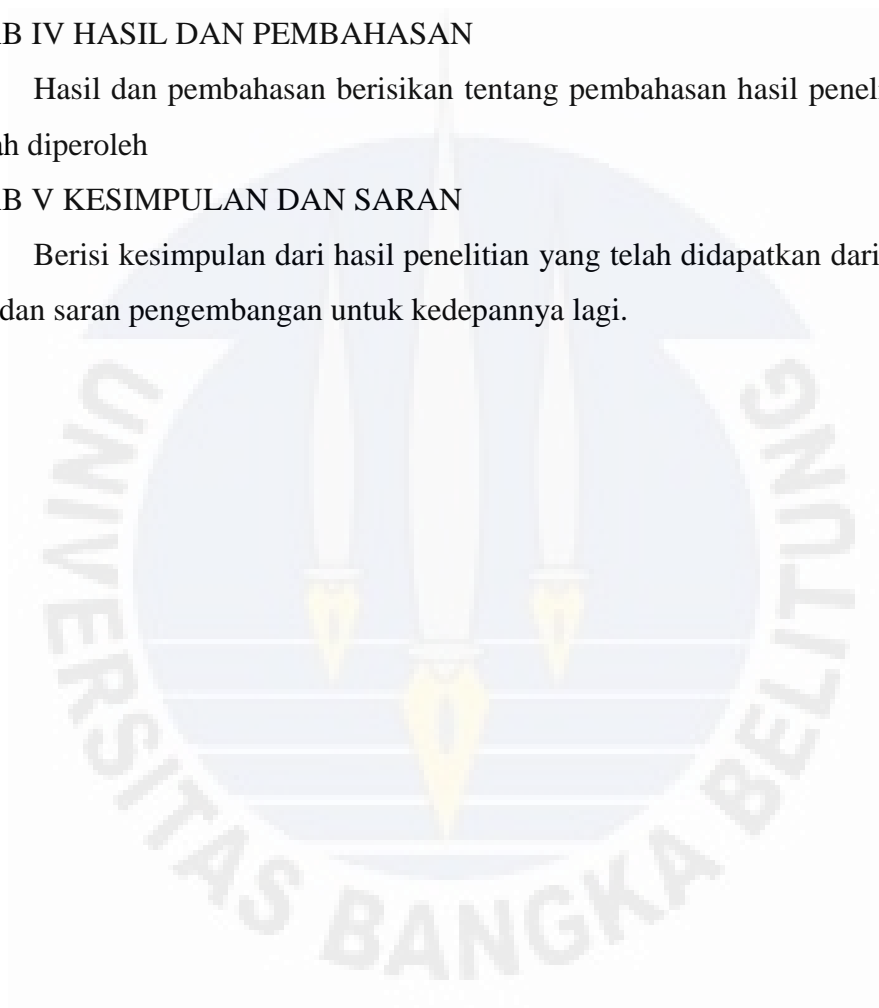 AB IV HASIL DAN PEMBAHASAN
Hasil dan pembahasan berisikan tentang pembahasan hasil penel
ah diperoleh
AB V KESIMPULAN DAN SARAN
Berisi kesimpulan dari hasil penelitian yang telah didapatkan dari
dan saran pengembangan untuk kedepannya lagi.
UNIVERSITAS BANGKA BELITUNG